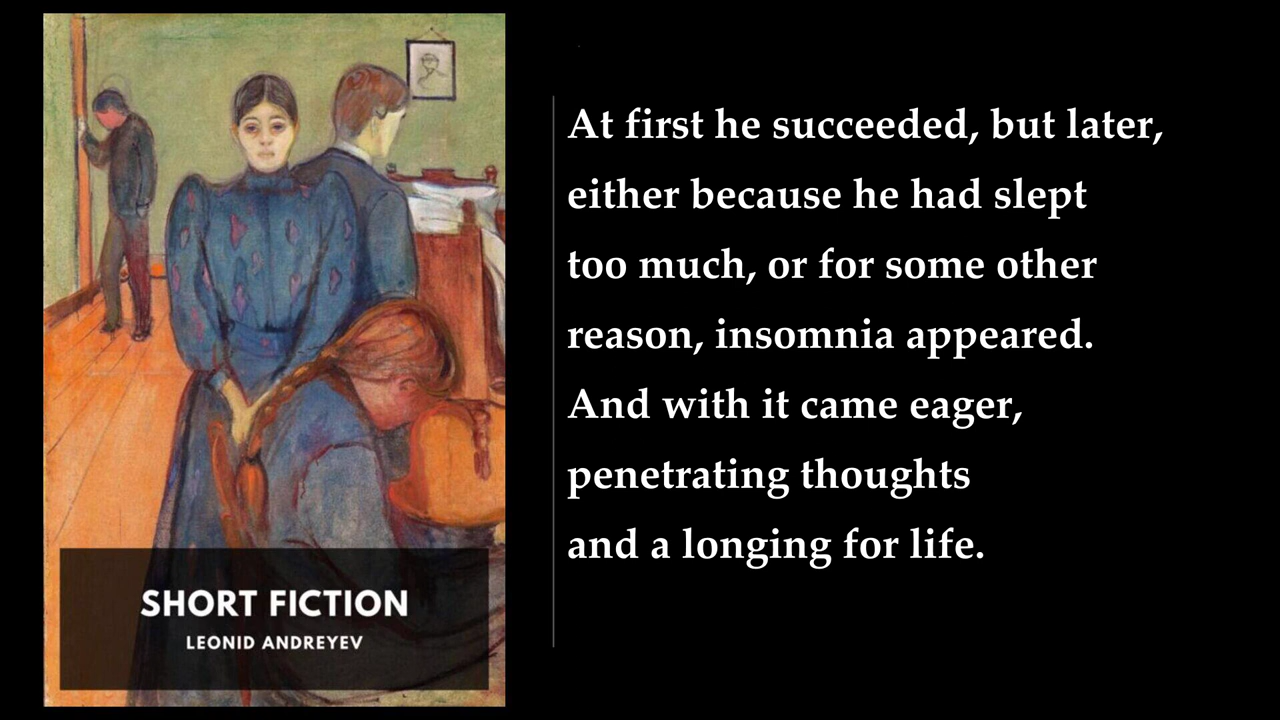 SHORT FICTION
LEONID ANDREYEV
At first he succeeded, but later,
either because he had slept
too much, or for some other
reason, insomnia appeared.
And with it came eager,
penetrating thoughts
and a longing for life.